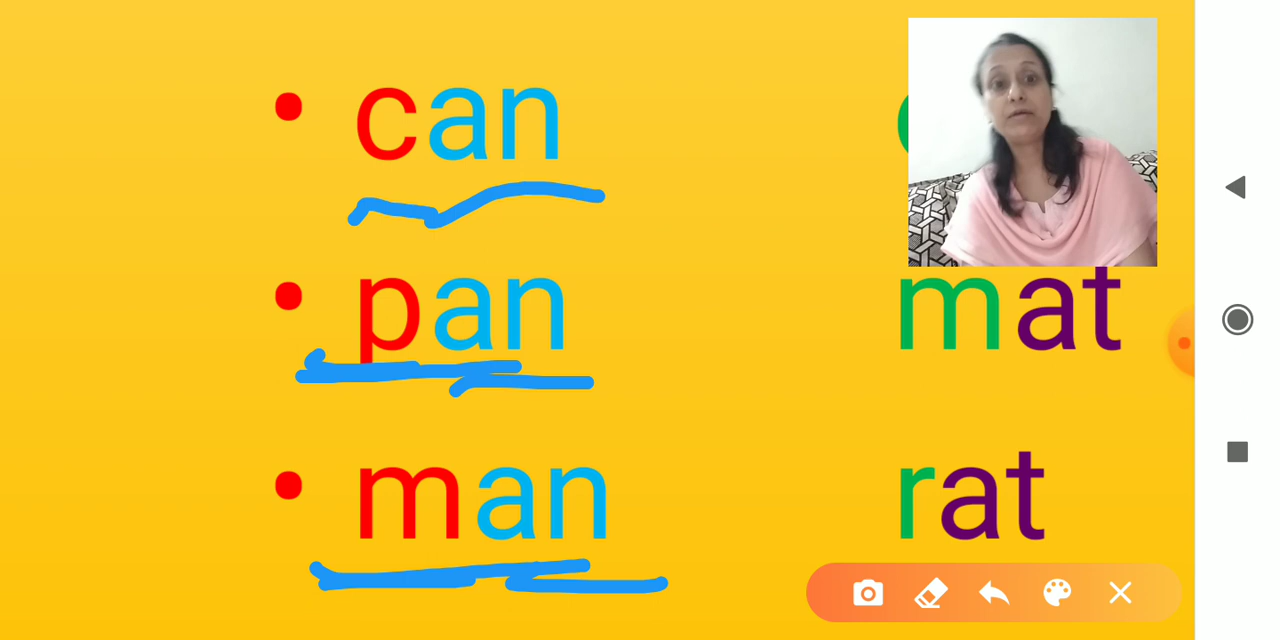 • can
• pan mat
• man rat